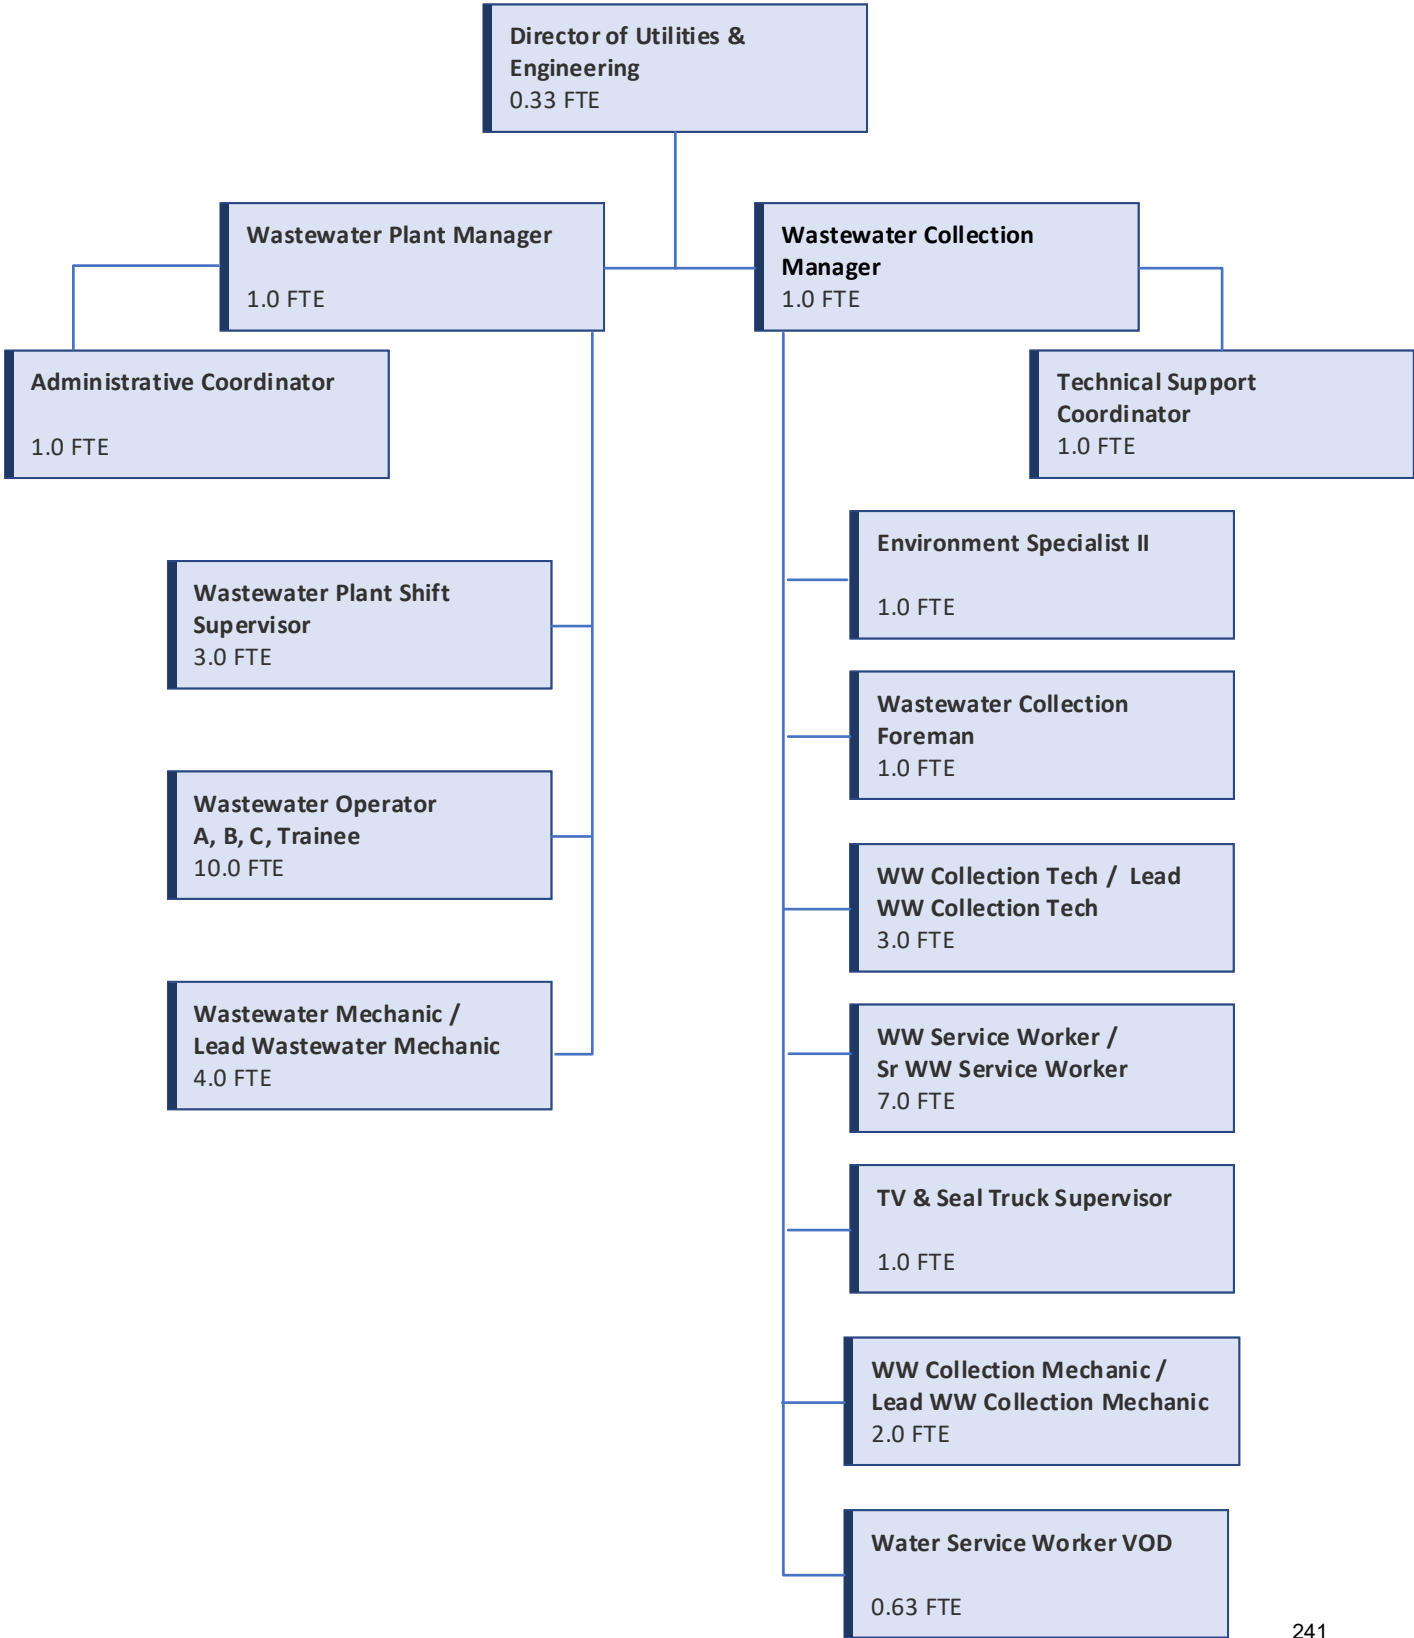 Director of Utilities &
Engineering
0.33 FTE
Wastewater Plant Manager
1.0 FTE
Wastewater Collection
Manager
1.0 FTE
Administrative Coordinator
1.0 FTE
Technical Support
Coordinator
1.0 FTE
Wastewater Plant Shift
Supervisor
3.0 FTE
Wastewater Operator
A, B, C, Trainee
10.0 FTE
Wastewater Mechanic /
Lead Wastewater Mechanic
4.0 FTE
Environment Specialist II
1.0 FTE
Wastewater Collection
Foreman
1.0 FTE
WW Collection Tech / Lead
WW Collection Tech
3.0 FTE
WW Service Worker /
Sr WW Service Worker
7.0 FTE
TV & Seal Truck Supervisor
1.0 FTE
WW Collection Mechanic /
Lead WW Collection Mechanic
2.0 FTE
Water Service Worker VOD
0.63 FTE
241